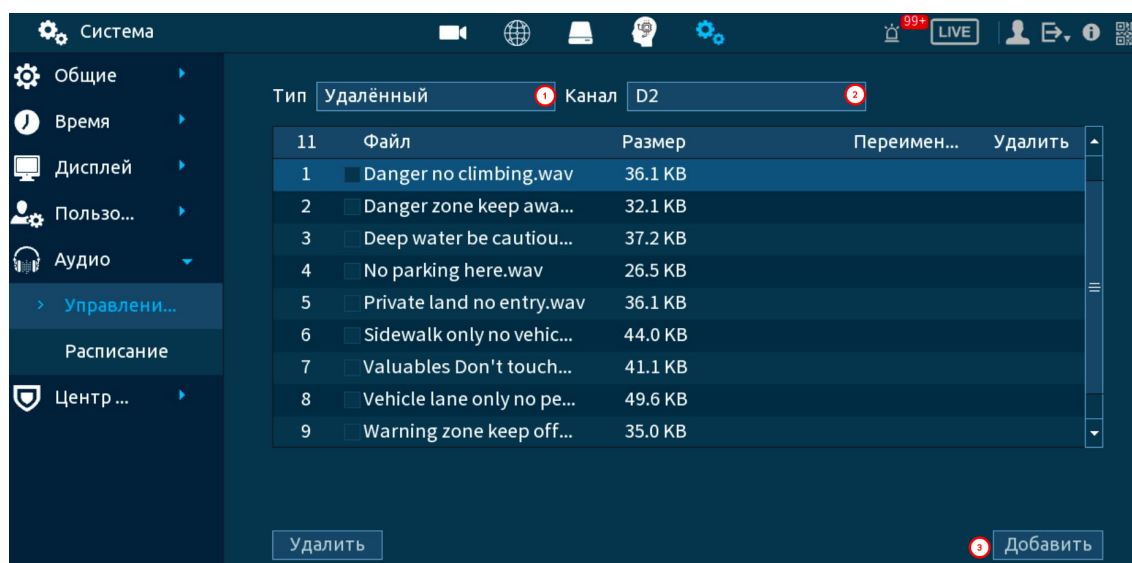 Система
99+
LIVE
Общие
Время
Дисплей
Пользо...
Аудио
Управлени...
Расписание
Центр ...
Тип Удалённый 1 Канал D2 2
11 Файл Размер Переимен... Удалить
1 Danger no climbing.wav 36.1 KB
2 Danger zone keep awa... 32.1 KB
3 Deep water be cautiou... 37.2 KB
4 No parking here.wav 26.5 KB
5 Private land no entry.wav 36.1 KB
6 Sidewalk only no vehic... 44.0 KB
7 Valuables Don't touch... 41.1 KB
8 Vehicle lane only no pe... 49.6 KB
9 Warning zone keep off... 35.0 KB
Удалить 3 Добавить